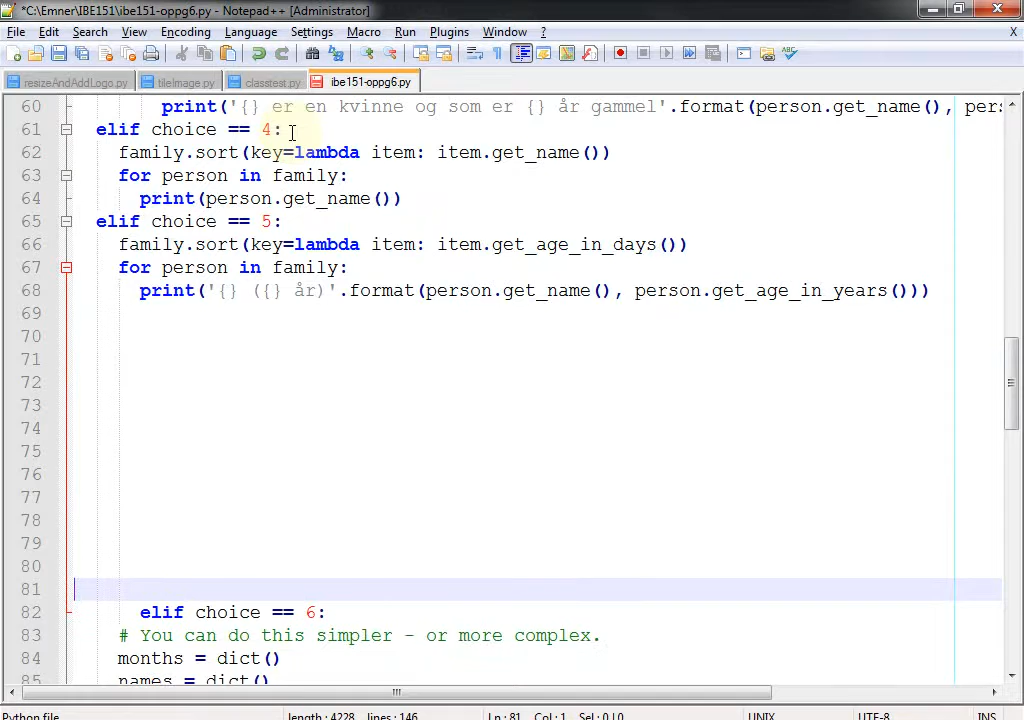 *C:\Emner\IBE151\ibe151-oppg6.py - Notepad++ [Administrator]
File Edit Search View Encoding Language Settings Macro Run Plugins Window ? X
resizeAndAddLogo.py tileImage.py classtest.py ibe151-oppg6.py
60 print('{} er en kvinne og som er {} år gammel'.format(person.get_name(), pers
61 elif choice == 4:
62 family.sort(key=lambda item: item.get_name())
63 for person in family:
64 print(person.get_name())
65 elif choice == 5:
66 family.sort(key=lambda item: item.get_age_in_days())
67 for person in family:
68 print('{} ({} år)'.format(person.get_name(), person.get_age_in_years()))
69
70
71
72
73
74
75
76
77
78
79
80
81
82 elif choice == 6:
83 # You can do this simpler - or more complex.
84 months = dict()
85 names = dict()
Python file length : 4228 lines : 146 Ln : 81 Col : 1 Sel : 0 | 0 UNIX UTF-8 INS